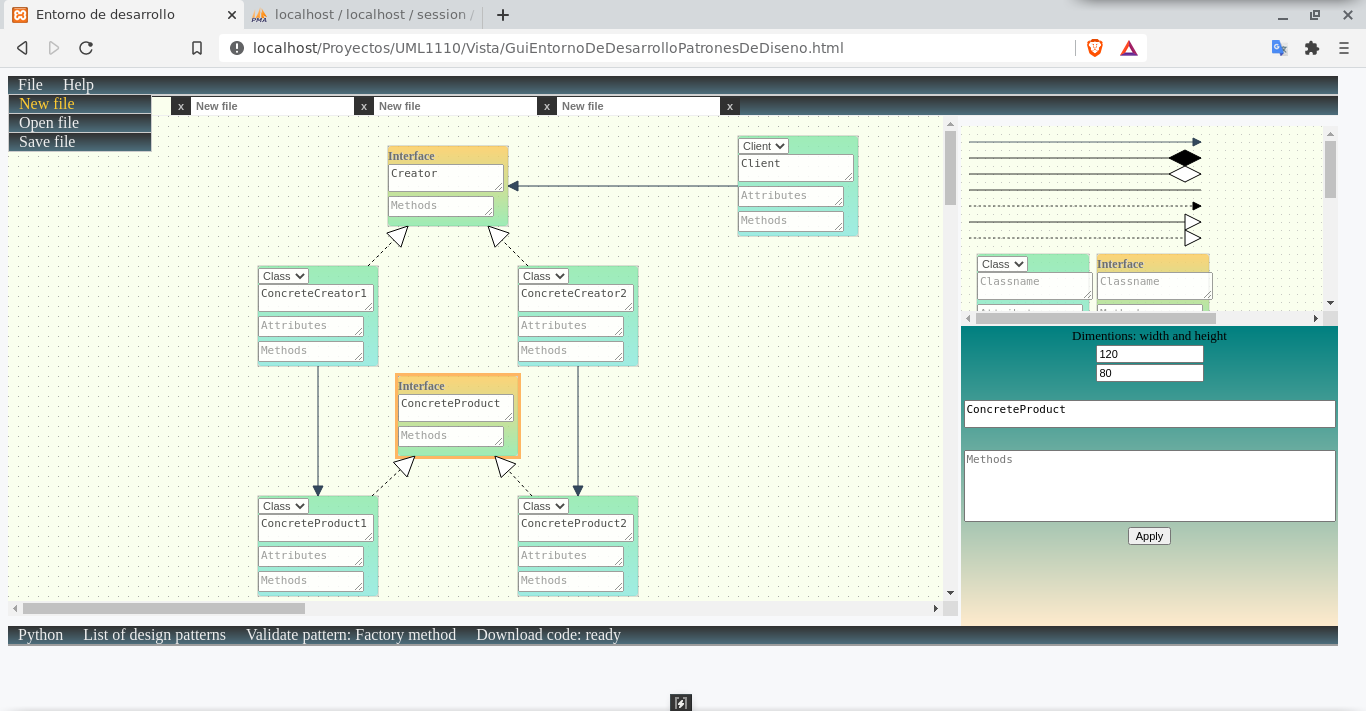 Entorno de desarrollo
localhost / localhost / session /
localhost/Proyectos/UML1110/Vista/GuiEntornoDeDesarrolloPatronesDeDiseno.html
File Help
New file
Open file
Save file
x New file x New file x New file x
Interface
Creator
Methods
Client
Client
Attributes
Methods
Class
ConcreteCreator1
Attributes
Methods
Class
ConcreteCreator2
Attributes
Methods
Interface
ConcreteProduct
Methods
Class
ConcreteProduct1
Attributes
Methods
Class
ConcreteProduct2
Attributes
Methods
Class
Classname
Interface
Classname
Dimentions: width and height
120
80
ConcreteProduct
Methods
Apply
Python List of design patterns Validate pattern: Factory method Download code: ready